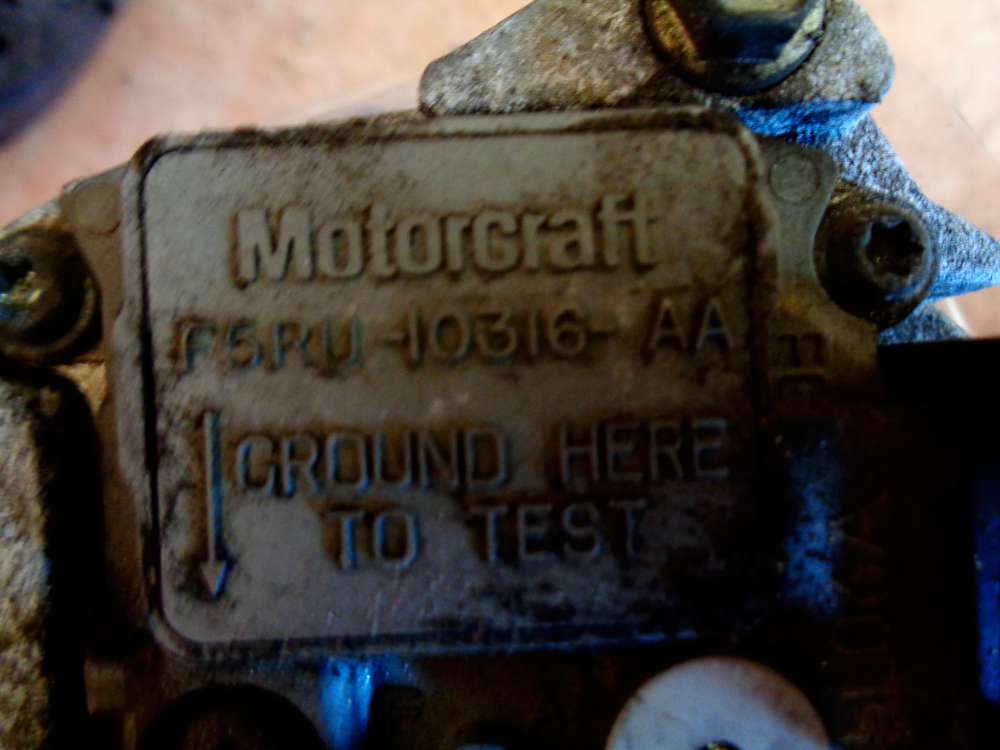 Motorcraft
F5RU-10316-AA
GROUND HERE
TO TEST